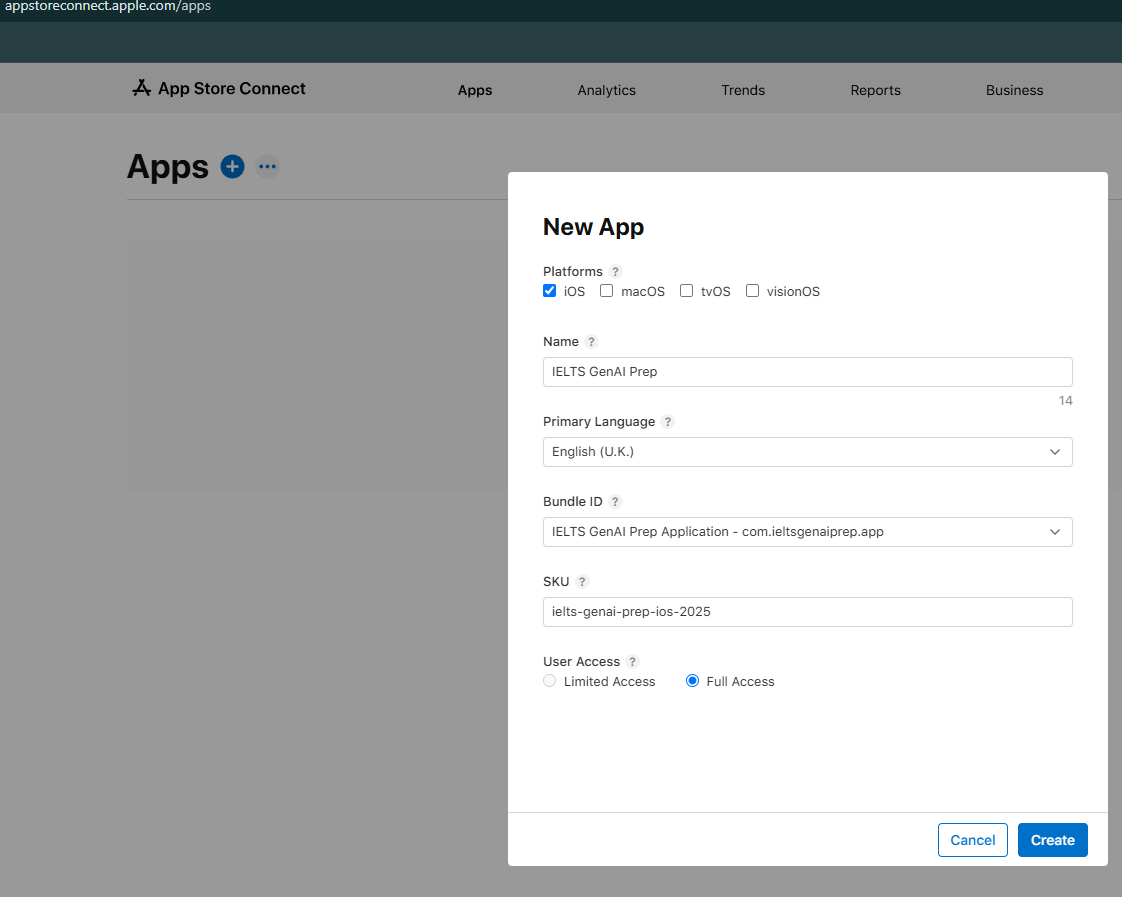 appstoreconnect.apple.com/apps
App Store Connect Apps Analytics Trends Reports Business
Apps
New App
Platforms ?
iOS macOS tvOS visionOS
Name ?
IELTS GenAI Prep
14
Primary Language ?
English (U.K.)
Bundle ID ?
IELTS GenAI Prep Application - com.ieltsgenaiprep.app
SKU ?
ielts-genai-prep-ios-2025
User Access ?
Limited Access Full Access
Cancel Create